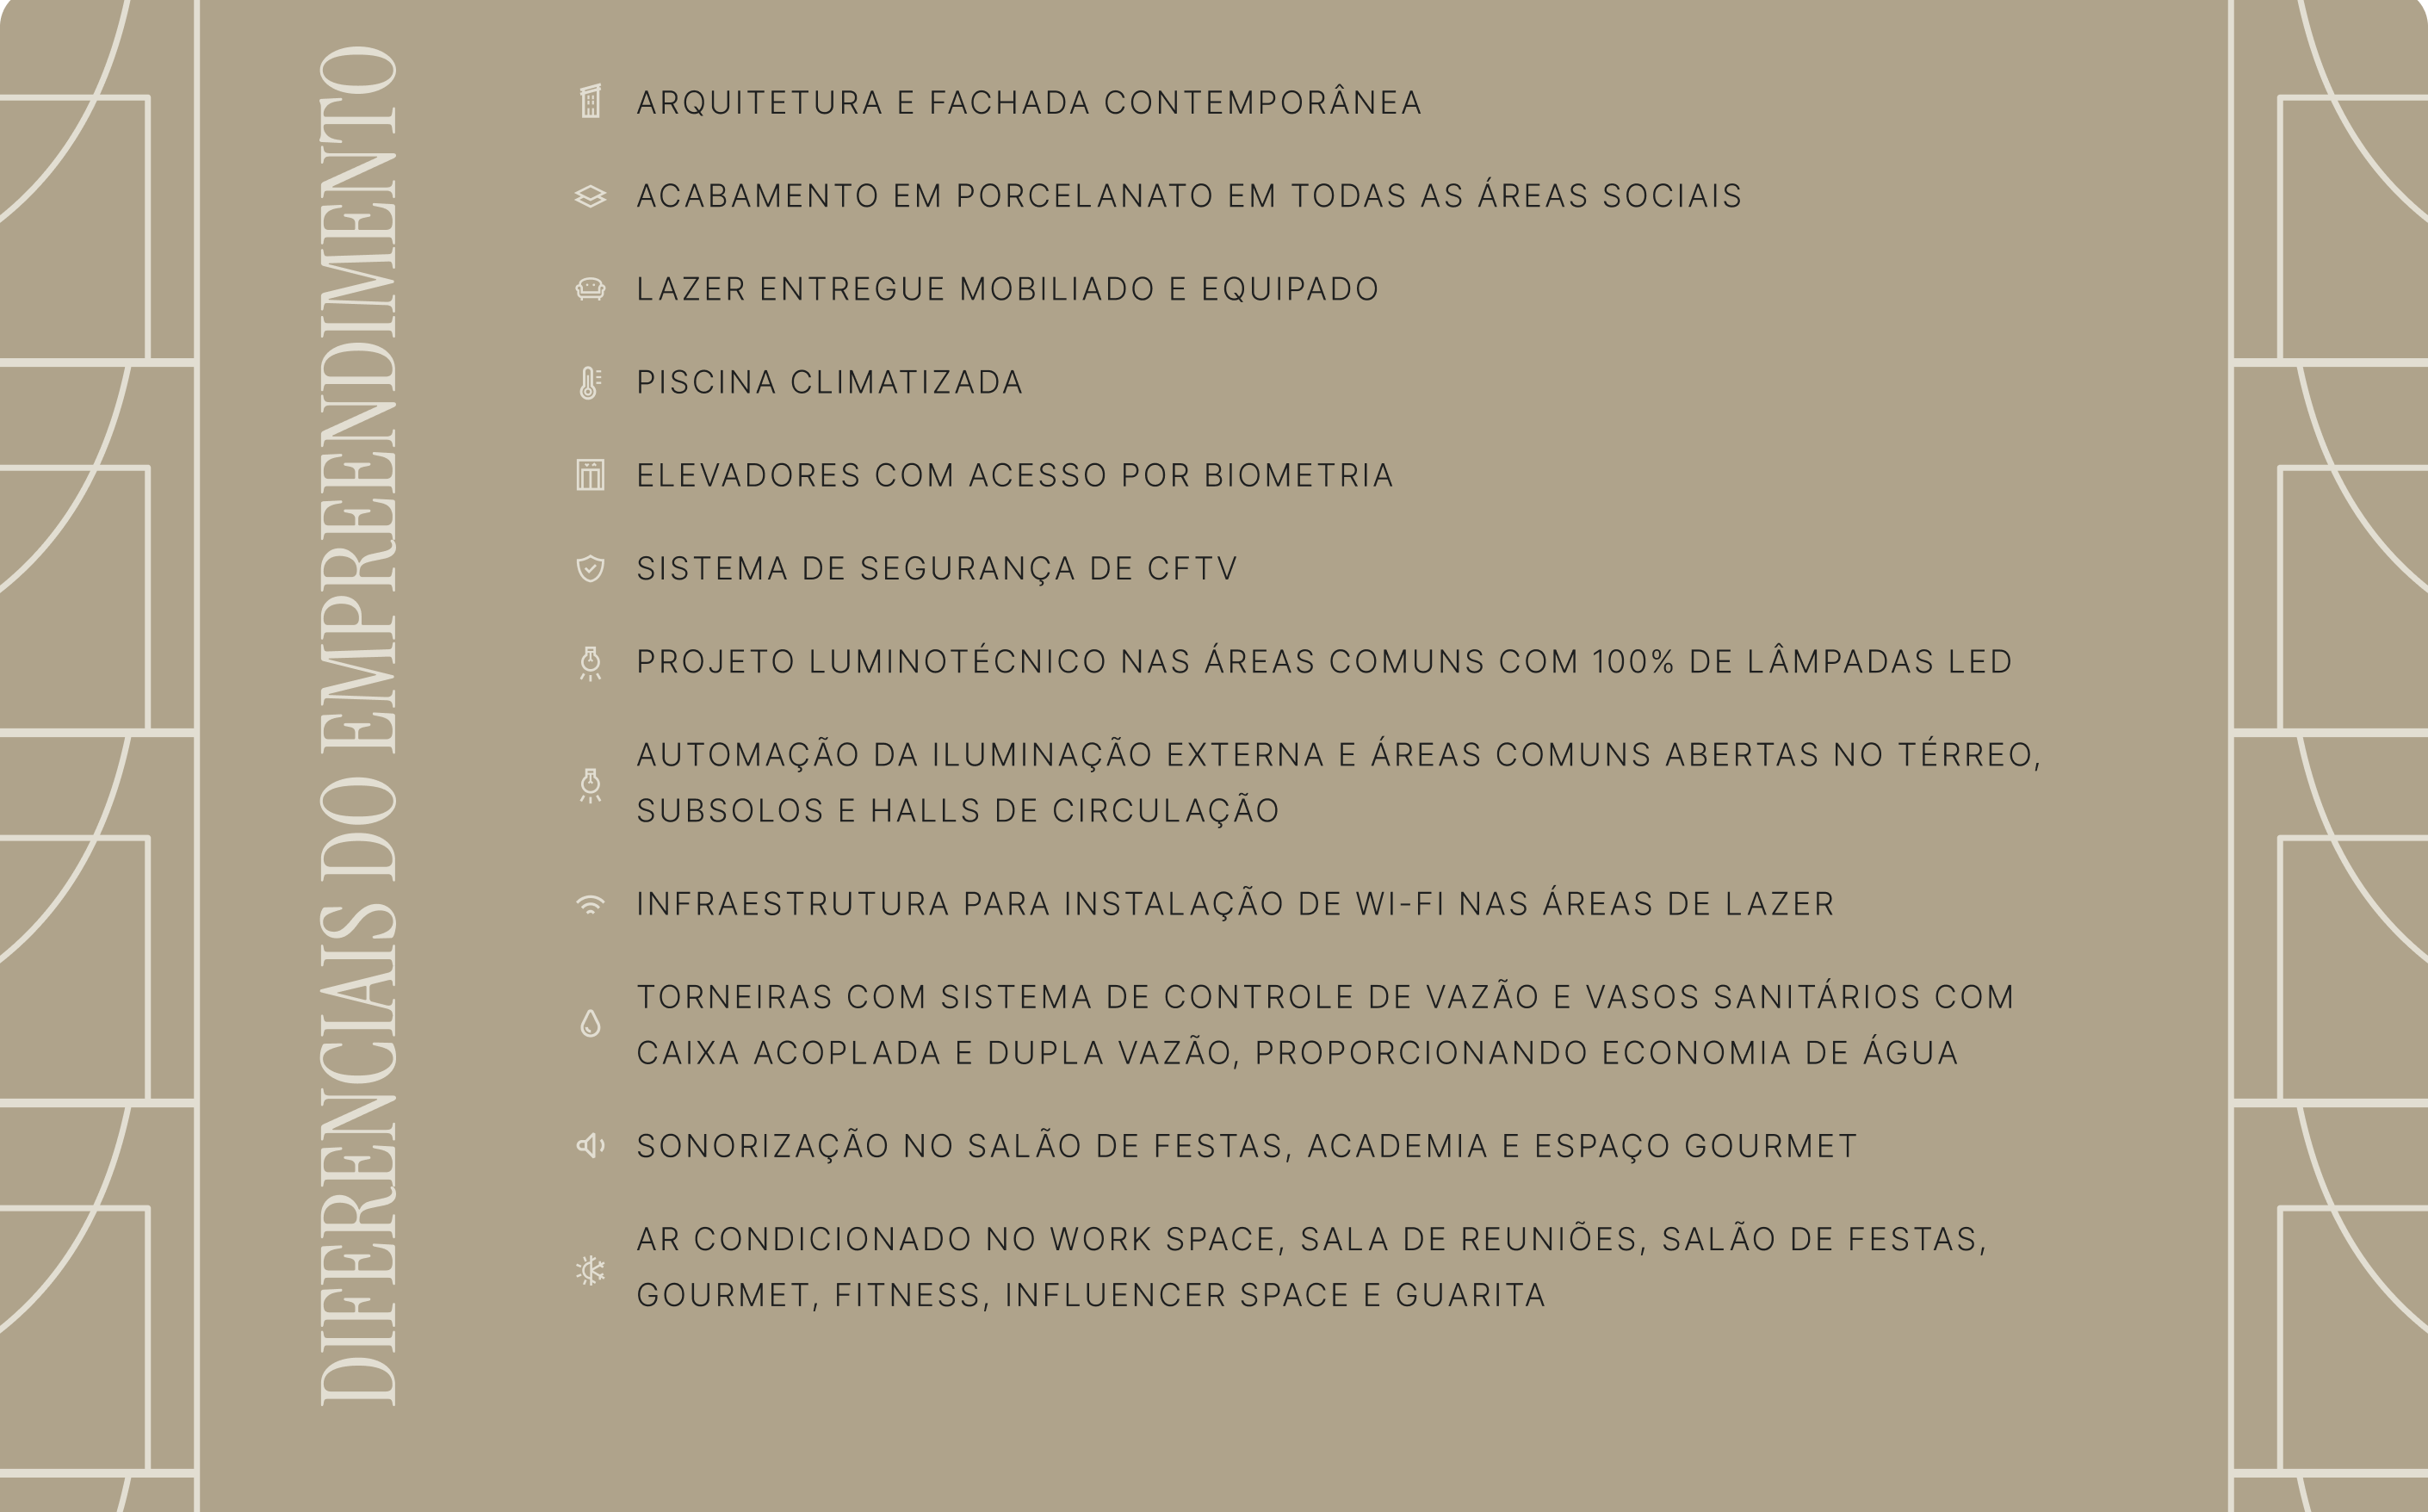 DIFERENCIAIS DO EMPREENDIMENTO
ARQUITETURA E FACHADA CONTEMPORÂNEA
ACABAMENTO EM PORCELANATO EM TODAS AS ÁREAS SOCIAIS
LAZER ENTREGUE MOBILIADO E EQUIPADO
PISCINA CLIMATIZADA
ELEVADORES COM ACESSO POR BIOMETRIA
SISTEMA DE SEGURANÇA DE CFTV
PROJETO LUMINOTÉCNICO NAS ÁREAS COMUNS COM 100% DE LÂMPADAS LED
AUTOMAÇÃO DA ILUMINAÇÃO EXTERNA E ÁREAS COMUNS ABERTAS NO TÉRREO,
SUBSOLOS E HALLS DE CIRCULAÇÃO
INFRAESTRUTURA PARA INSTALAÇÃO DE WI-FI NAS ÁREAS DE LAZER
TORNEIRAS COM SISTEMA DE CONTROLE DE VAZÃO E VASOS SANITÁRIOS COM
CAIXA ACOPLADA E DUPLA VAZÃO, PROPORCIONANDO ECONOMIA DE ÁGUA
SONORIZAÇÃO NO SALÃO DE FESTAS, ACADEMIA E ESPAÇO GOURMET
AR CONDICIONADO NO WORK SPACE, SALA DE REUNIÕES, SALÃO DE FESTAS,
GOURMET, FITNESS, INFLUENCER SPACE E GUARITA